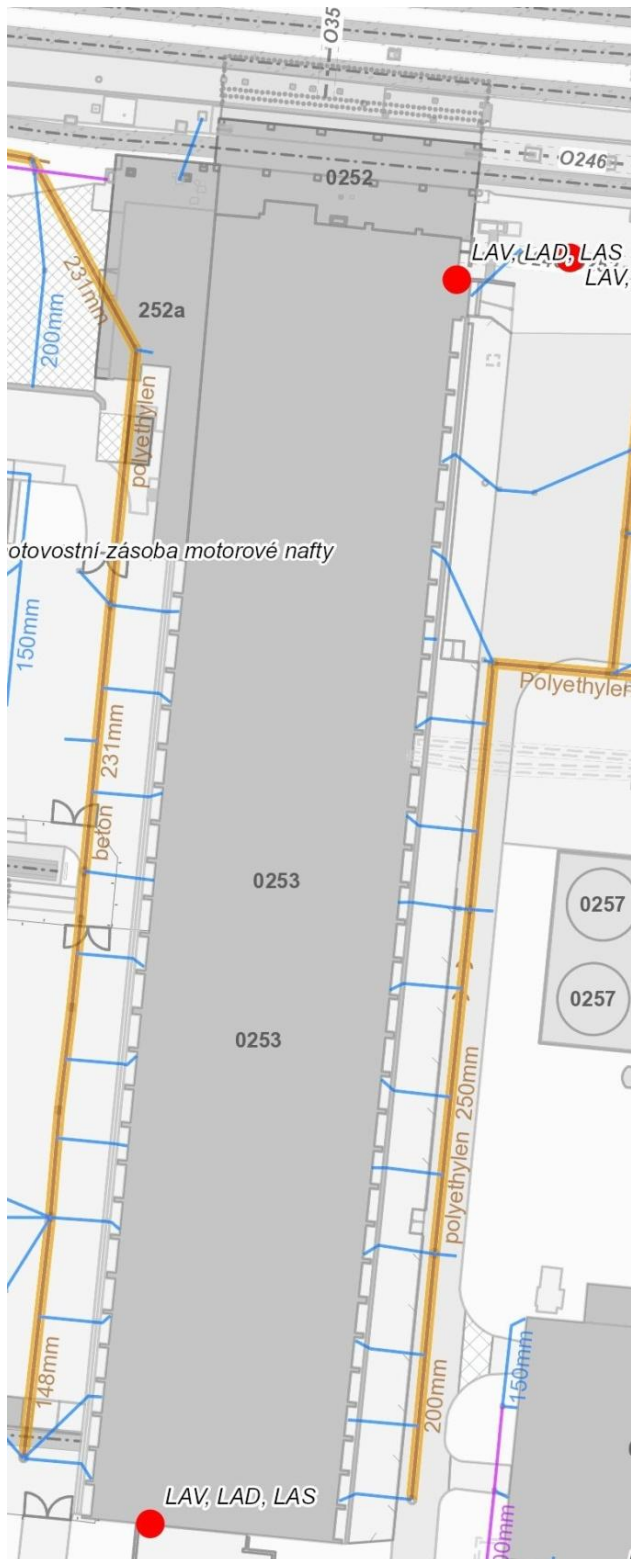 O35
O246
0252
LAV, LAD, LAS
LAV,
231mm
200mm
252a
polyethylen
otovostní zásoba motorové nafty
150mm
Polyethylen
231mm
beton
0253
0257
0257
0253
polyethylen 250mm
148mm
200mm
150mm
LAV, LAD, LAS
00mm